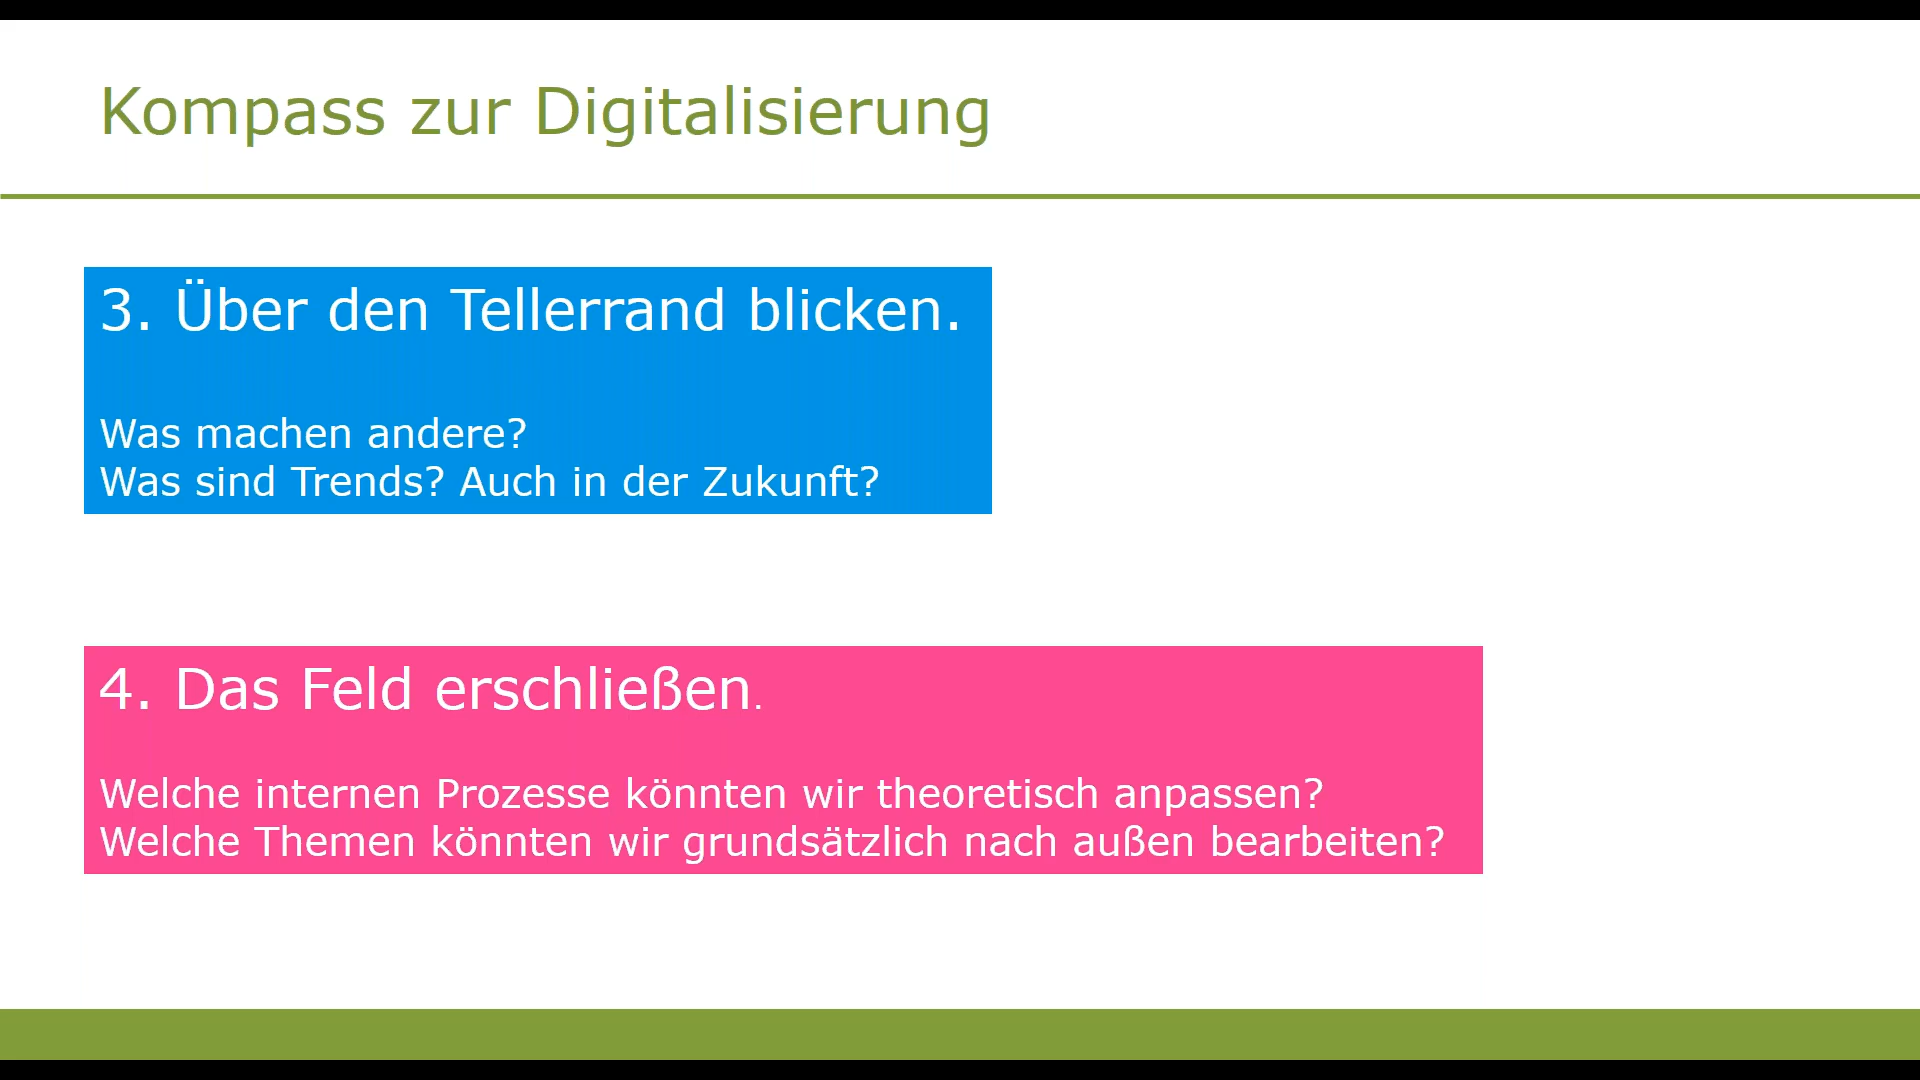 Kompass zur Digitalisierung
3. Über den Tellerrand blicken.
Was machen andere?
Was sind Trends? Auch in der Zukunft?
4. Das Feld erschließen.
Welche internen Prozesse könnten wir theoretisch anpassen?
Welche Themen könnten wir grundsätzlich nach außen bearbeiten?